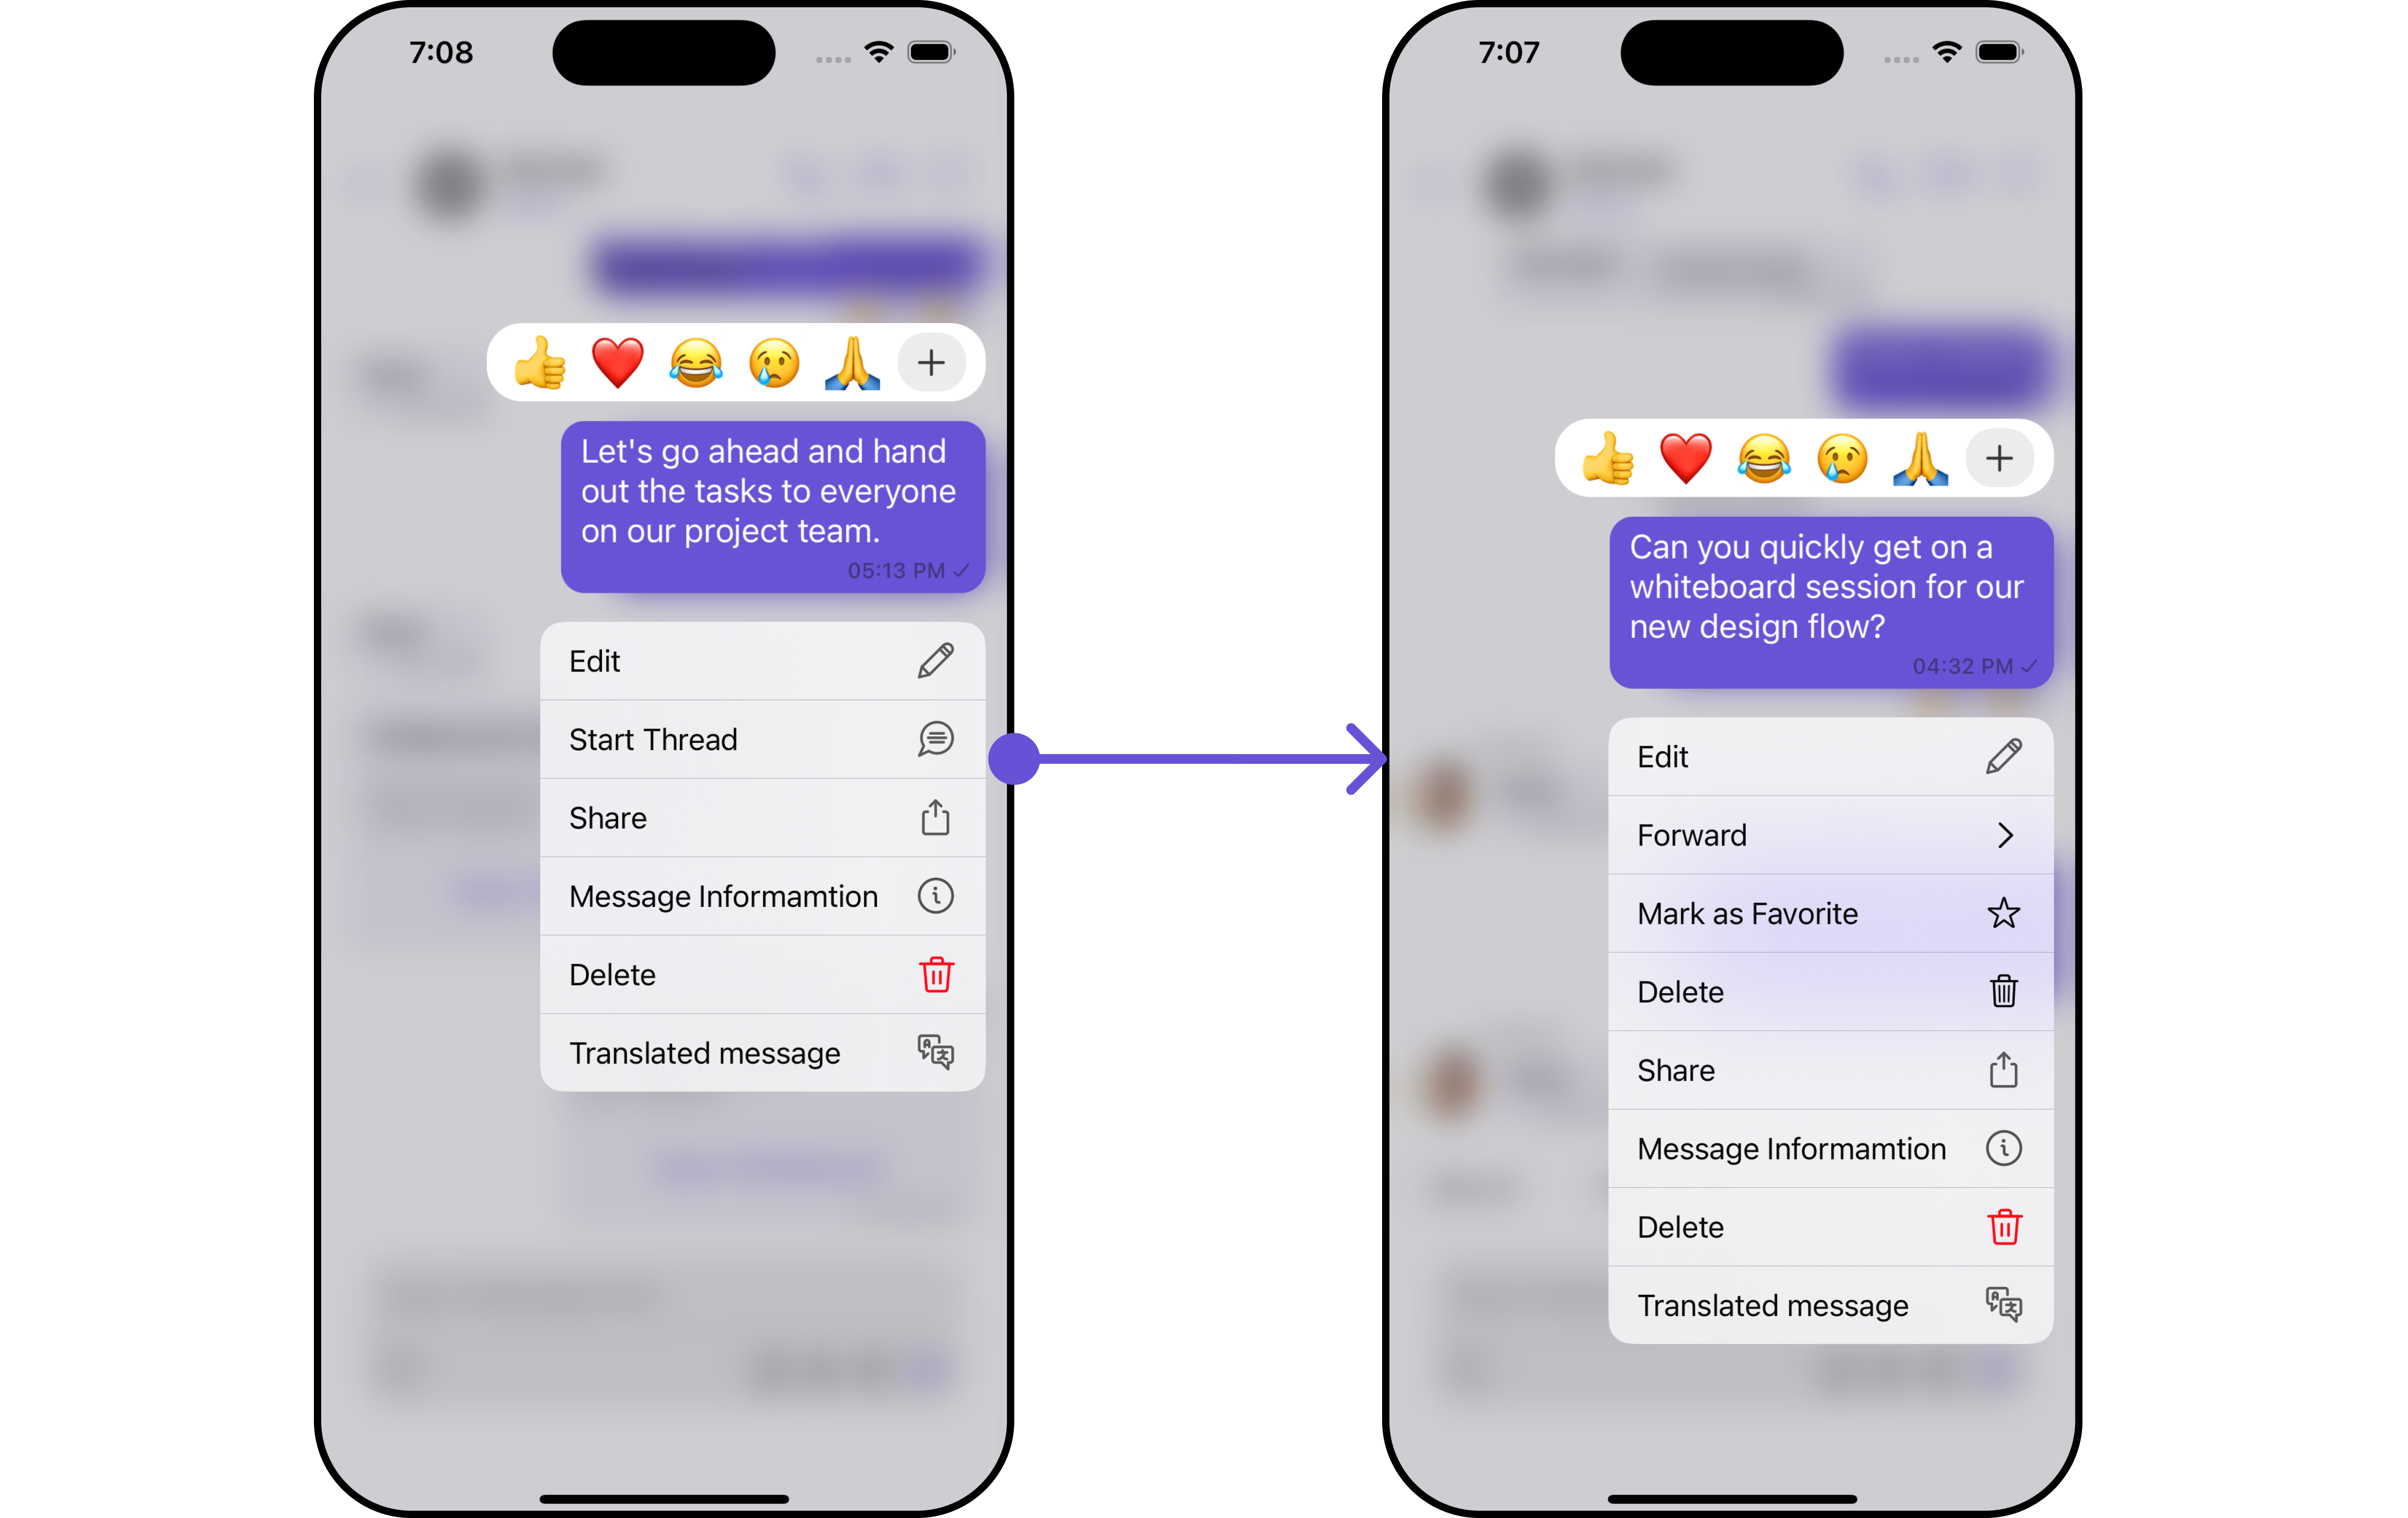 7:08
Let's go ahead and hand
out the tasks to everyone
on our project team.
05:13 PM
Edit
Start Thread
Share
Message Informamtion
Delete
Translated message
7:07
Can you quickly get on a
whiteboard session for our
new design flow?
04:32 PM
Edit
Forward
Mark as Favorite
Delete
Share
Message Informamtion
Delete
Translated message